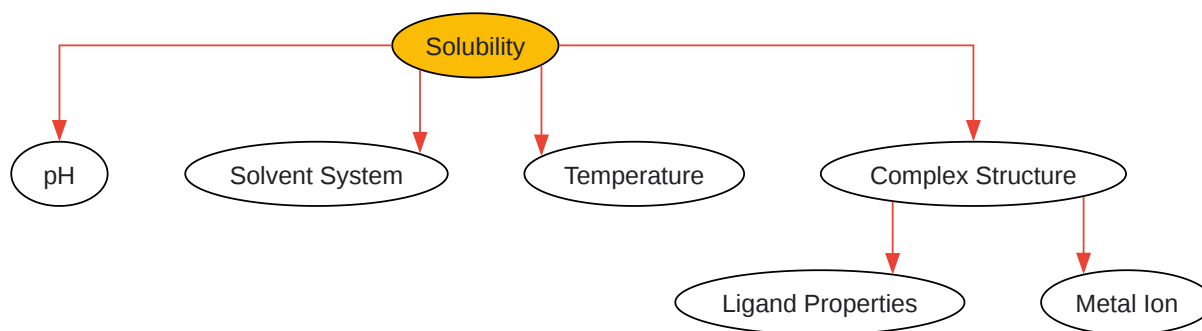 Solubility
pH
Solvent System
Temperature
Complex Structure
Ligand Properties
Metal Ion